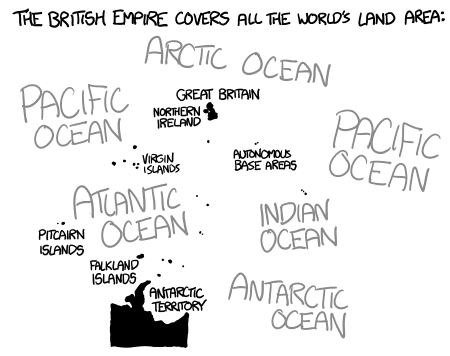 THE BRITISH EMPIRE COVERS ALL THE WORLD'S LAND AREA:
ARCTIC OCEAN
PACIFIC
OCEAN
GREAT BRITAIN
NORTHERN
IRELAND
PACIFIC
OCEAN
VIRGIN
ISLANDS
AUTONOMOUS
BASE AREAS
ATLANTIC
OCEAN
INDIAN
OCEAN
PITCAIRN
ISLANDS
FALKLAND
ISLANDS
ANTARCTIC
TERRITORY
ANTARCTIC
OCEAN